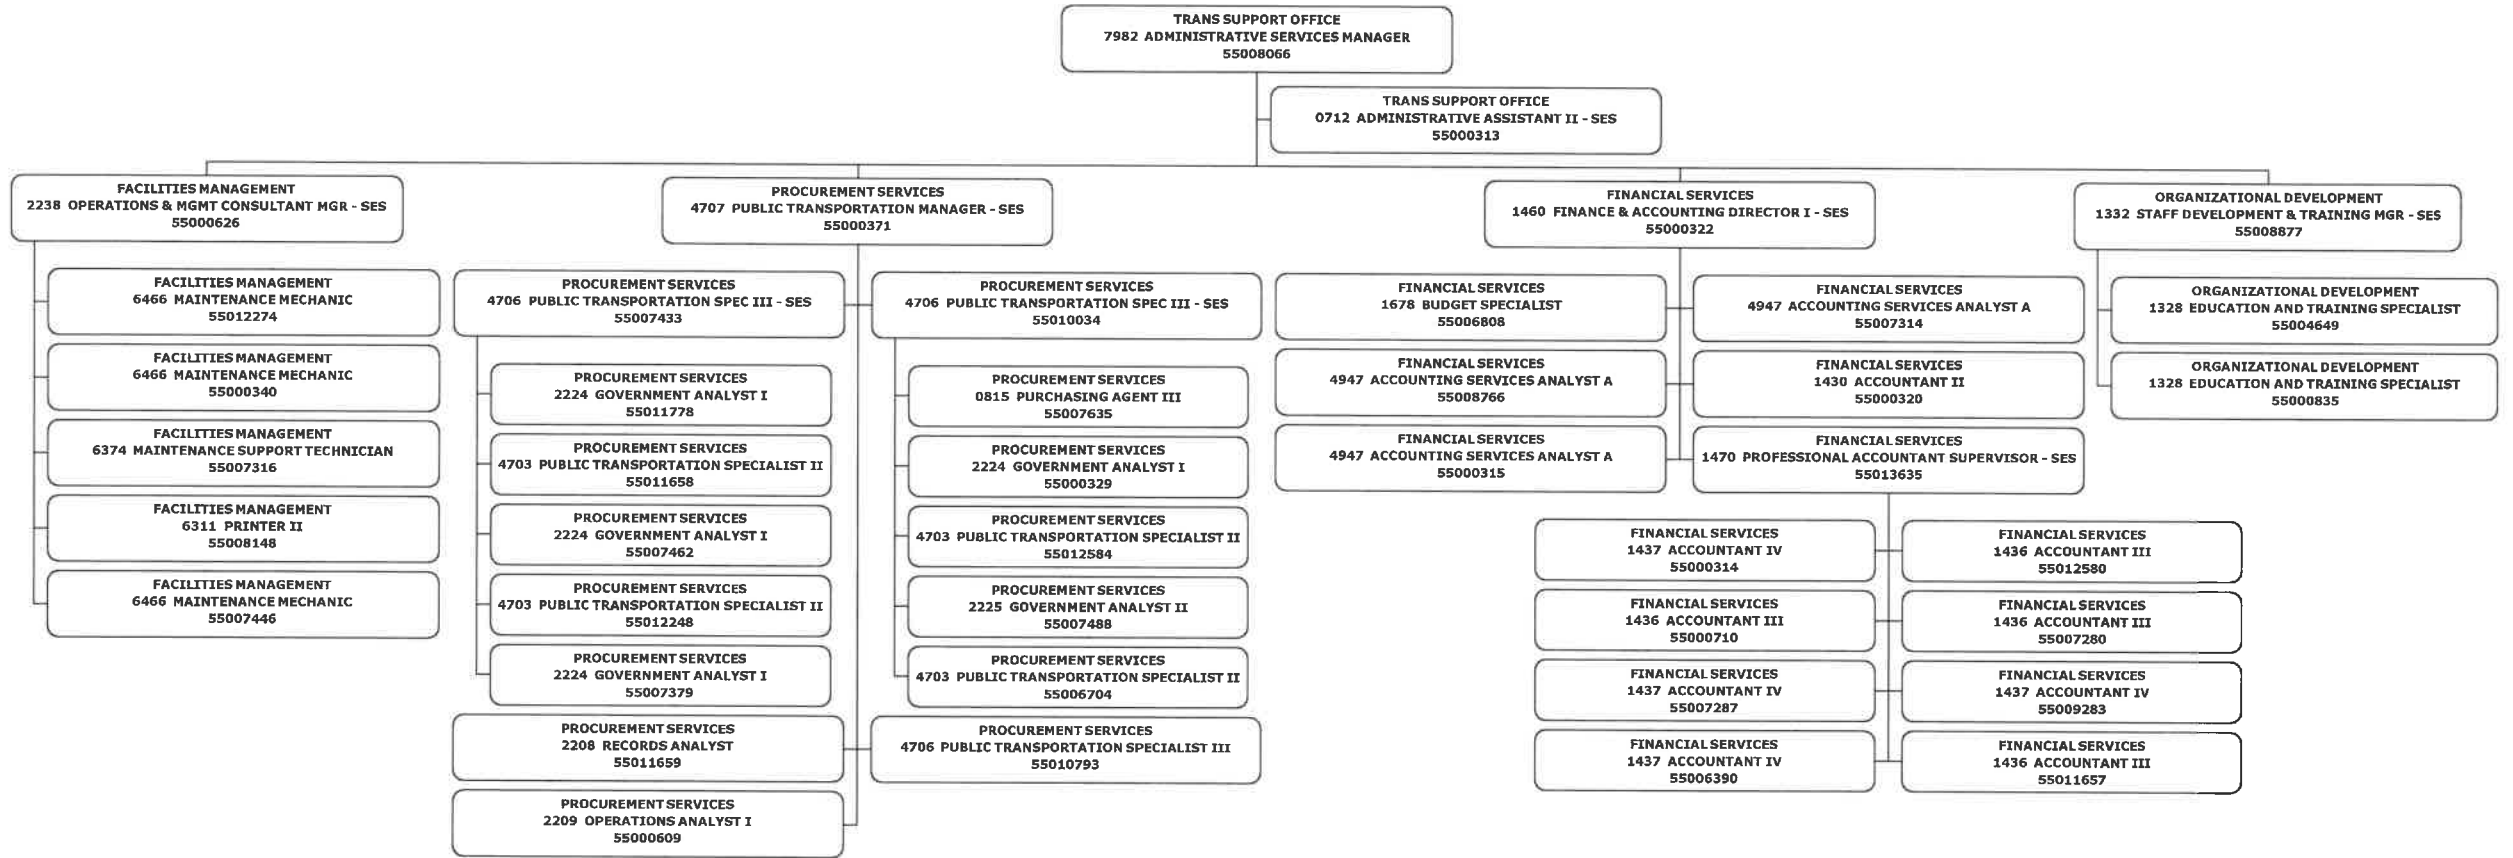 TRANS SUPPORT OFFICE
7982 ADMINISTRATIVE SERVICES MANAGER
55008066
TRANS SUPPORT OFFICE
0712 ADMINISTRATIVE ASSISTANT II - SES
55000313
FACILITIES MANAGEMENT
2238 OPERATIONS & MGMT CONSULTANT MGR - SES
55000626
FACILITIES MANAGEMENT
6466 MAINTENANCE MECHANIC
55012274
FACILITIES MANAGEMENT
6466 MAINTENANCE MECHANIC
55000340
FACILITIES MANAGEMENT
6374 MAINTENANCE SUPPORT TECHNICIAN
55007316
FACILITIES MANAGEMENT
6311 PRINTER II
55008148
FACILITIES MANAGEMENT
6466 MAINTENANCE MECHANIC
55007446
PROCUREMENT SERVICES
4707 PUBLIC TRANSPORTATION MANAGER - SES
55000371
PROCUREMENT SERVICES
4706 PUBLIC TRANSPORTATION SPEC III - SES
55007433
PROCUREMENT SERVICES
2224 GOVERNMENT ANALYST I
55011778
PROCUREMENT SERVICES
4703 PUBLIC TRANSPORTATION SPECIALIST II
55011658
PROCUREMENT SERVICES
2224 GOVERNMENT ANALYST I
55007462
PROCUREMENT SERVICES
4703 PUBLIC TRANSPORTATION SPECIALIST II
55012248
PROCUREMENT SERVICES
2224 GOVERNMENT ANALYST I
55007379
PROCUREMENT SERVICES
4706 PUBLIC TRANSPORTATION SPEC III - SES
55010034
PROCUREMENT SERVICES
0815 PURCHASING AGENT III
55007635
PROCUREMENT SERVICES
2224 GOVERNMENT ANALYST I
55000329
PROCUREMENT SERVICES
4703 PUBLIC TRANSPORTATION SPECIALIST II
55012584
PROCUREMENT SERVICES
2225 GOVERNMENT ANALYST II
55007488
PROCUREMENT SERVICES
4703 PUBLIC TRANSPORTATION SPECIALIST II
55006704
PROCUREMENT SERVICES
2208 RECORDS ANALYST
55011659
PROCUREMENT SERVICES
4706 PUBLIC TRANSPORTATION SPECIALIST III
55010793
PROCUREMENT SERVICES
2209 OPERATIONS ANALYST I
55000609
FINANCIAL SERVICES
1460 FINANCE & ACCOUNTING DIRECTOR I - SES
55000322
FINANCIAL SERVICES
1678 BUDGET SPECIALIST
55006808
FINANCIAL SERVICES
4947 ACCOUNTING SERVICES ANALYST A
55007314
FINANCIAL SERVICES
4947 ACCOUNTING SERVICES ANALYST A
55008766
FINANCIAL SERVICES
1430 ACCOUNTANT II
55000320
FINANCIAL SERVICES
4947 ACCOUNTING SERVICES ANALYST A
55000315
FINANCIAL SERVICES
1470 PROFESSIONAL ACCOUNTANT SUPERVISOR - SES
55013635
FINANCIAL SERVICES
1437 ACCOUNTANT IV
55000314
FINANCIAL SERVICES
1436 ACCOUNTANT III
55012580
FINANCIAL SERVICES
1436 ACCOUNTANT III
55000710
FINANCIAL SERVICES
1436 ACCOUNTANT III
55007280
FINANCIAL SERVICES
1437 ACCOUNTANT IV
55007287
FINANCIAL SERVICES
1437 ACCOUNTANT IV
55009283
FINANCIAL SERVICES
1437 ACCOUNTANT IV
55006390
FINANCIAL SERVICES
1436 ACCOUNTANT III
55011657
ORGANIZATIONAL DEVELOPMENT
1332 STAFF DEVELOPMENT & TRAINING MGR - SES
55008877
ORGANIZATIONAL DEVELOPMENT
1328 EDUCATION AND TRAINING SPECIALIST
55004649
ORGANIZATIONAL DEVELOPMENT
1328 EDUCATION AND TRAINING SPECIALIST
55000835